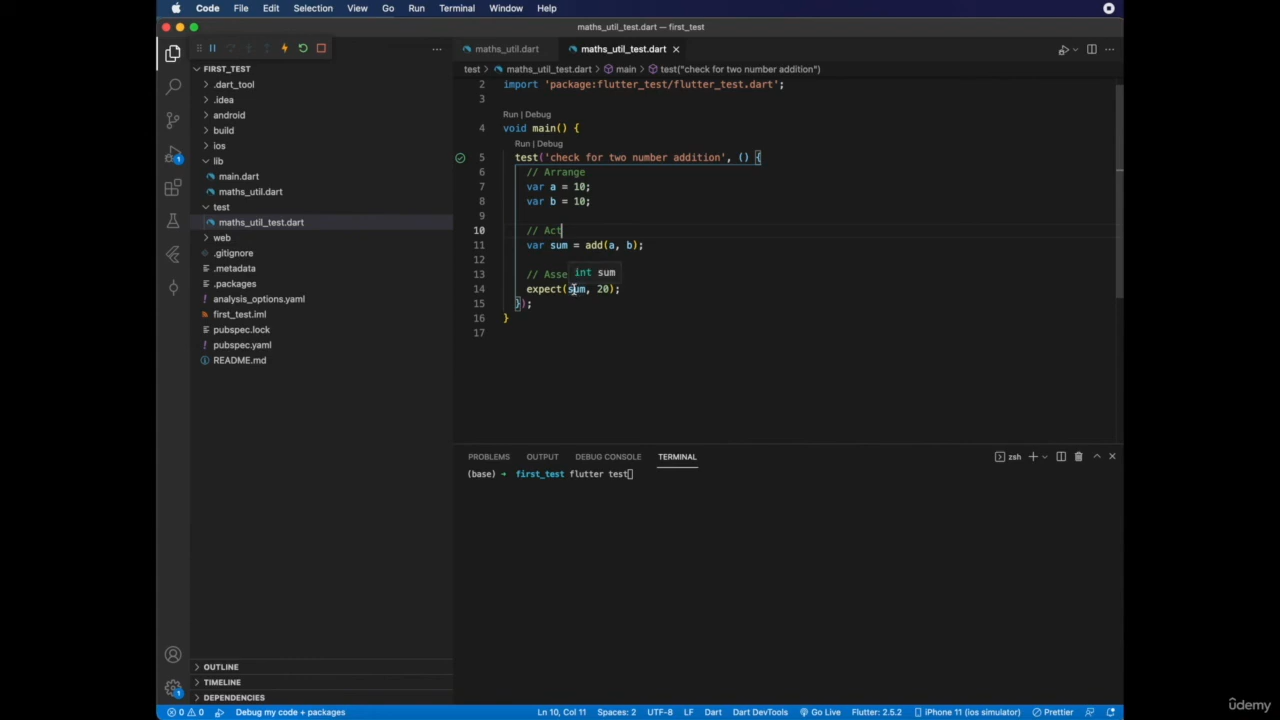 Code File Edit Selection View Go Run Terminal Window Help
maths_util_test.dart — first_test
maths_util.dart
maths_util_test.dart
test > maths_util_test.dart > main > test("check for two number addition")
FIRST_TEST
.dart_tool
.idea
android
build
ios
lib
main.dart
maths_util.dart
test
maths_util_test.dart
web
.gitignore
.metadata
.packages
analysis_options.yaml
first_test.iml
pubspec.lock
pubspec.yaml
README.md
OUTLINE
TIMELINE
DEPENDENCIES
2 import 'package:flutter_test/flutter_test.dart';
3
Run | Debug
4 void main() {
Run | Debug
5 test('check for two number addition', () {
6 // Arrange
7 var a = 10;
8 var b = 10;
9
10 // Act
11 var sum = add(a, b);
12
13 // Asse
int sum
14 expect(sum, 20);
15 });
16 }
17
PROBLEMS OUTPUT DEBUG CONSOLE TERMINAL
zsh
(base) → first_test flutter test
1
1
0 0 Debug my code + packages
Ln 10, Col 11 Spaces: 2 UTF-8 LF Dart Dart DevTools Go Live Flutter: 2.5.2 iPhone 11 (ios simulator) Prettier
ûdemy